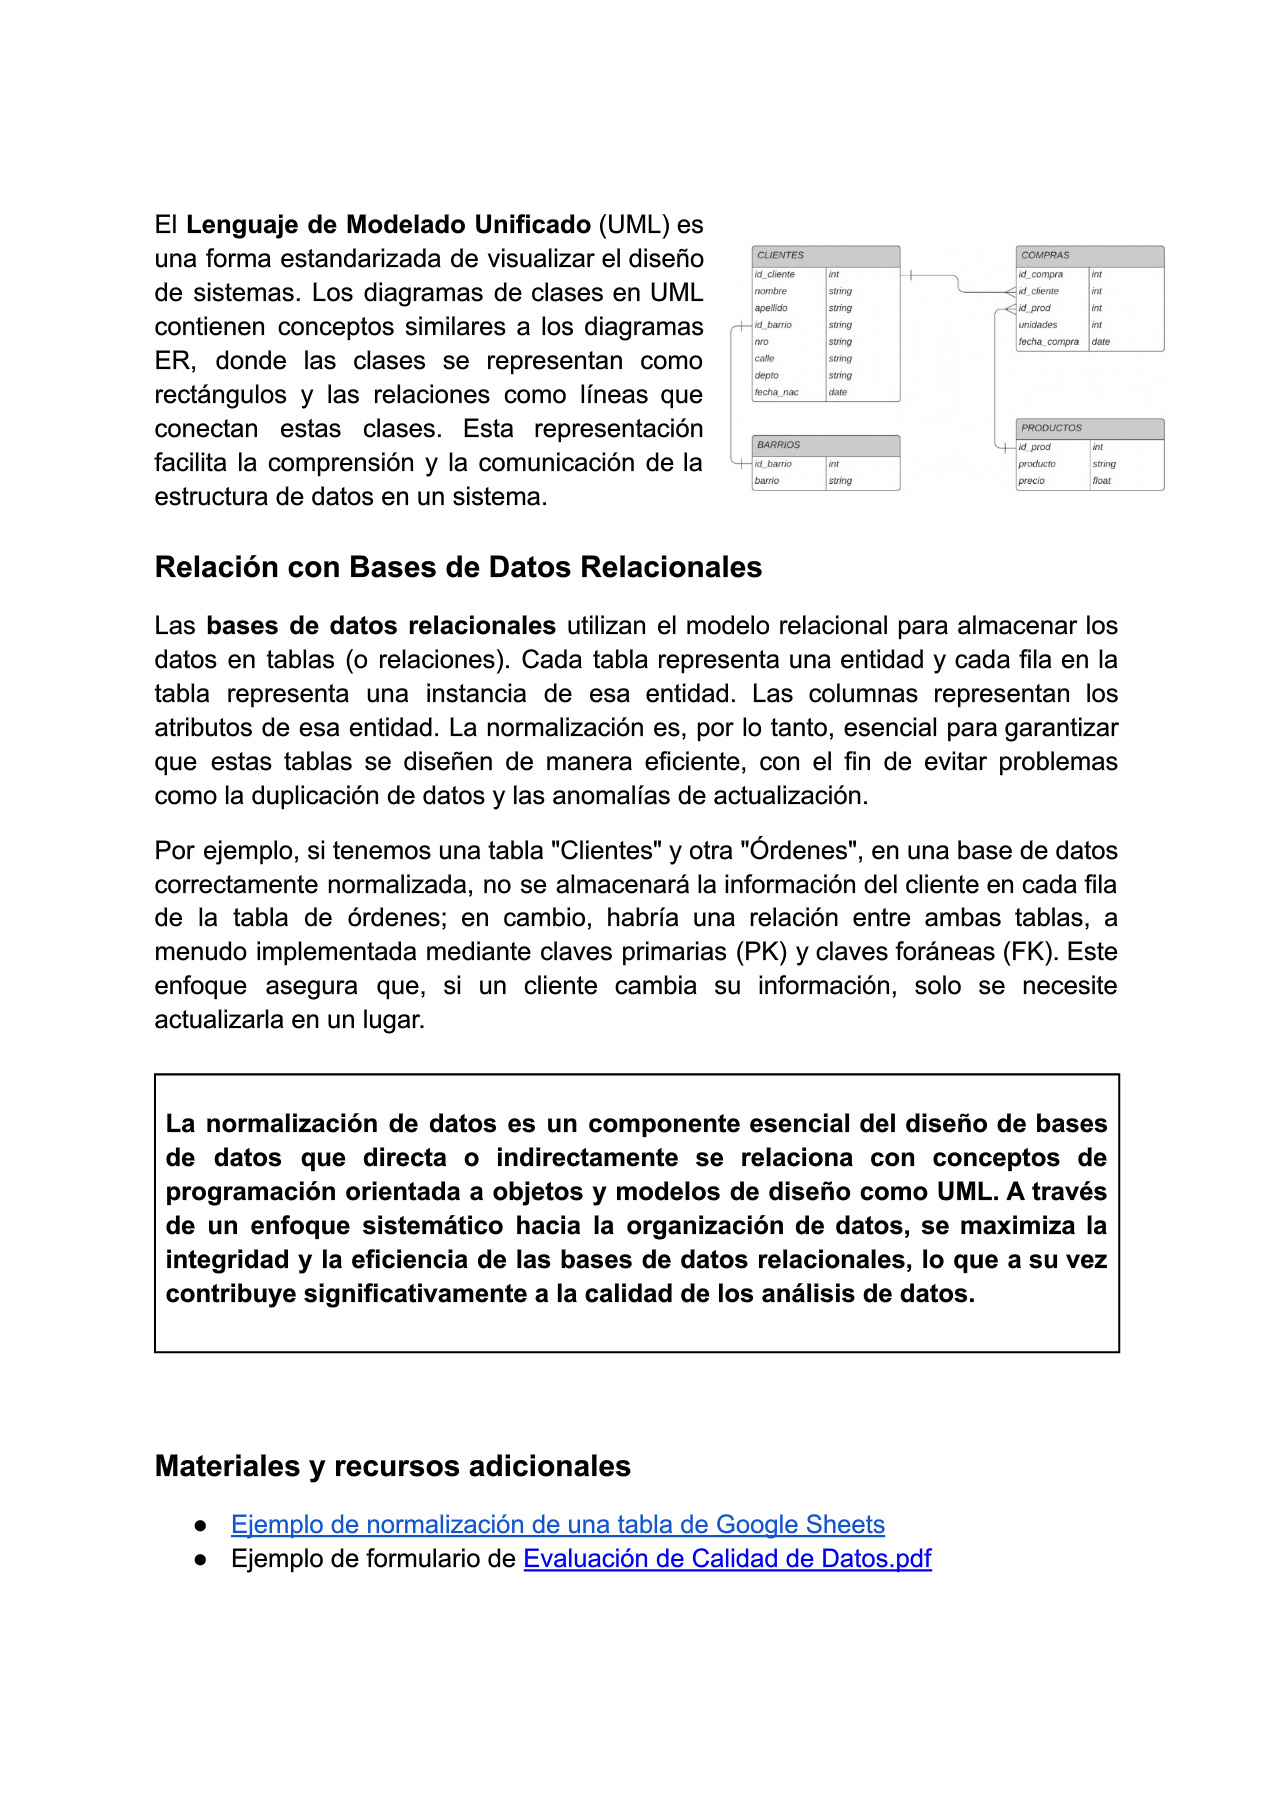 El Lenguaje de Modelado Unificado (UML) es
una forma estandarizada de visualizar el diseño
de sistemas. Los diagramas de clases en UML
contienen conceptos similares a los diagramas
ER, donde las clases se representan como
rectángulos y las relaciones como líneas que
conectan estas clases. Esta representación
facilita la comprensión y la comunicación de la
estructura de datos en un sistema.
CLIENTES
id_cliente int
nombre string
apellido string
id_barrio string
nro string
calle string
depto string
fecha_nac date
BARRIOS
id_barrio int
barrio string
COMPRAS
id_compra int
id_cliente int
id_prod int
unidades int
fecha_compra date
PRODUCTOS
id_prod int
producto string
precio float
Relación con Bases de Datos Relacionales
Las bases de datos relacionales utilizan el modelo relacional para almacenar los
datos en tablas (o relaciones). Cada tabla representa una entidad y cada fila en la
tabla representa una instancia de esa entidad. Las columnas representan los
atributos de esa entidad. La normalización es, por lo tanto, esencial para garantizar
que estas tablas se diseñen de manera eficiente, con el fin de evitar problemas
como la duplicación de datos y las anomalías de actualización.
Por ejemplo, si tenemos una tabla "Clientes" y otra "Órdenes", en una base de datos
correctamente normalizada, no se almacenará la información del cliente en cada fila
de la tabla de órdenes; en cambio, habría una relación entre ambas tablas, a
menudo implementada mediante claves primarias (PK) y claves foráneas (FK). Este
enfoque asegura que, si un cliente cambia su información, solo se necesite
actualizarla en un lugar.
La normalización de datos es un componente esencial del diseño de bases
de datos que directa o indirectamente se relaciona con conceptos de
programación orientada a objetos y modelos de diseño como UML. A través
de un enfoque sistemático hacia la organización de datos, se maximiza la
integridad y la eficiencia de las bases de datos relacionales, lo que a su vez
contribuye significativamente a la calidad de los análisis de datos.
Materiales y recursos adicionales
● Ejemplo de normalización de una tabla de Google Sheets
● Ejemplo de formulario de Evaluación de Calidad de Datos.pdf